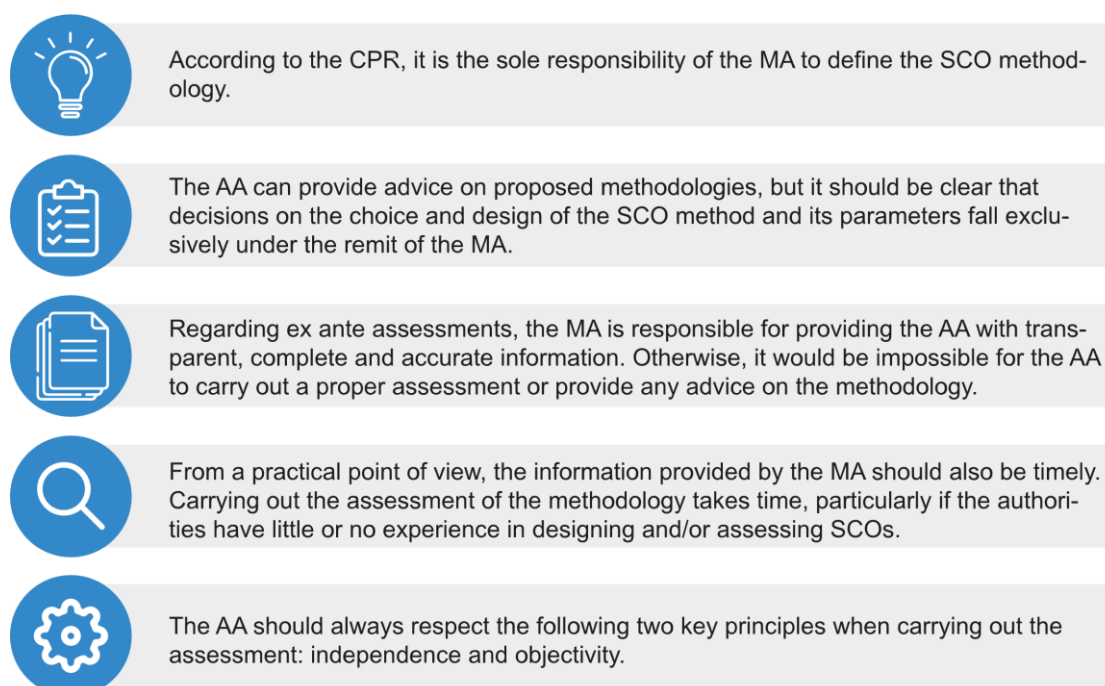 According to the CPR, it is the sole responsibility of the MA to define the SCO method-
ology.
The AA can provide advice on proposed methodologies, but it should be clear that
decisions on the choice and design of the SCO method and its parameters fall exclu-
sively under the remit of the MA.
Regarding ex ante assessments, the MA is responsible for providing the AA with trans-
parent, complete and accurate information. Otherwise, it would be impossible for the AA
to carry out a proper assessment or provide any advice on the methodology.
From a practical point of view, the information provided by the MA should also be timely.
Carrying out the assessment of the methodology takes time, particularly if the authori-
ties have little or no experience in designing and/or assessing SCOs.
The AA should always respect the following two key principles when carrying out the
assessment: independence and objectivity.